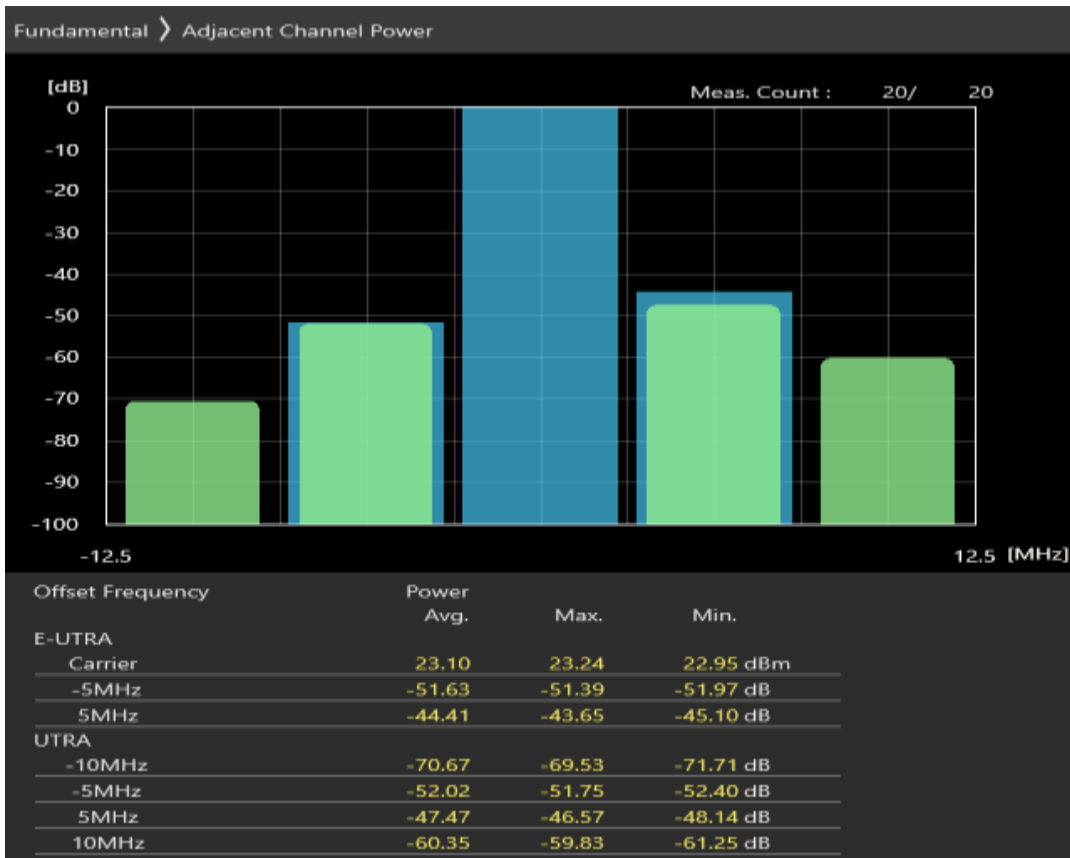 Fundamental 〉 Adjacent Channel Power
[dB]
Meas. Count : 20/ 20
0
-10
-20
-30
-40
-50
-60
-70
-80
-90
-100
-12.5 12.5 [MHz]
Offset Frequency Power
Avg. Max. Min.
E-UTRA
Carrier 23.10 23.24 22.95 dBm
-5MHz -51.63 -51.39 -51.97 dB
5MHz -44.41 -43.65 -45.10 dB
UTRA
-10MHz -70.67 -69.53 -71.71 dB
-5MHz -52.02 -51.75 -52.40 dB
5MHz -47.47 -46.57 -48.14 dB
10MHz -60.35 -59.83 -61.25 dB